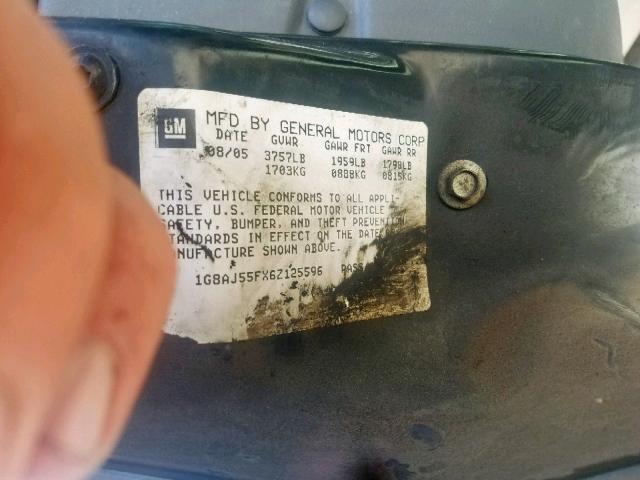 GM
MFD BY GENERAL MOTORS CORP
DATE GVWR GAWR FRT GAWR RR
08/05 3757LB 1959LB 1798LB
1703KG 0888KG 0815KG
THIS VEHICLE CONFORMS TO ALL APPLI-
CABLE U.S. FEDERAL MOTOR VEHICLE
SAFETY, BUMPER, AND THEFT PREVENTION
STANDARDS IN EFFECT ON THE DATE
MANUFACTURE SHOWN ABOVE.
1G8AJ55FX6Z125596 PASS